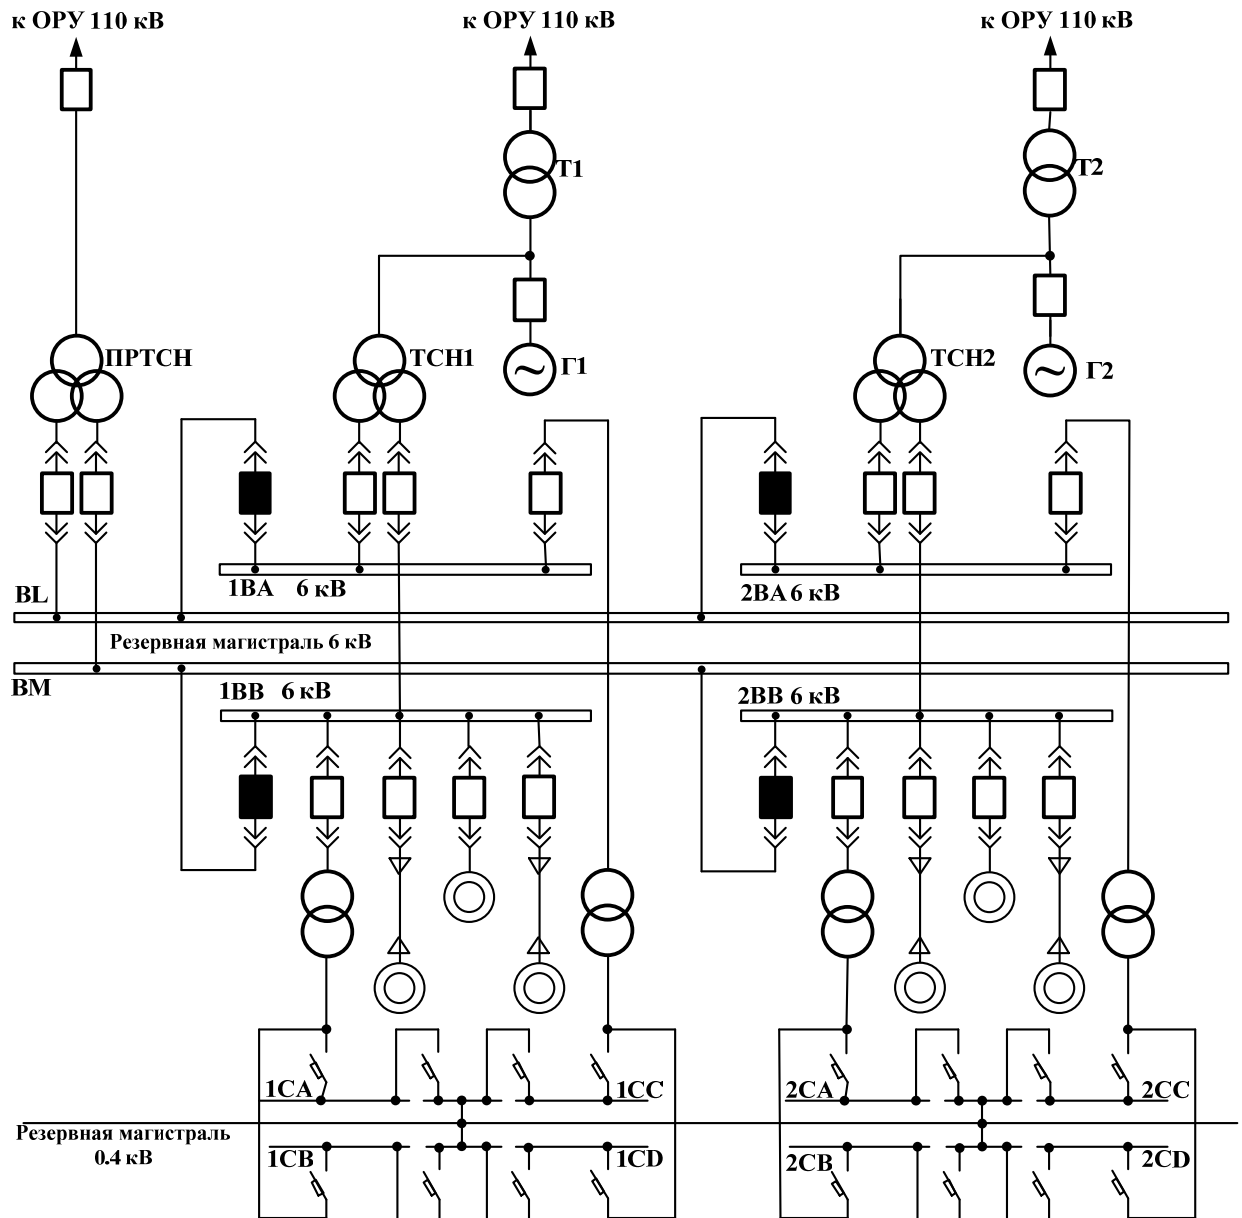 к ОРУ 110 кВ
к ОРУ 110 кВ
к ОРУ 110 кВ
Т1
Т2
ПРТСН
ТСН1
Г1
ТСН2
Г2
1ВА 6 кВ
2ВА 6 кВ
BL
Резервная магистраль 6 кВ
ВМ
1ВВ 6 кВ
2ВВ 6 кВ
1СА
1СС
2СА
2СС
Резервная магистраль
0.4 кВ
1СВ
1CD
2СВ
2CD